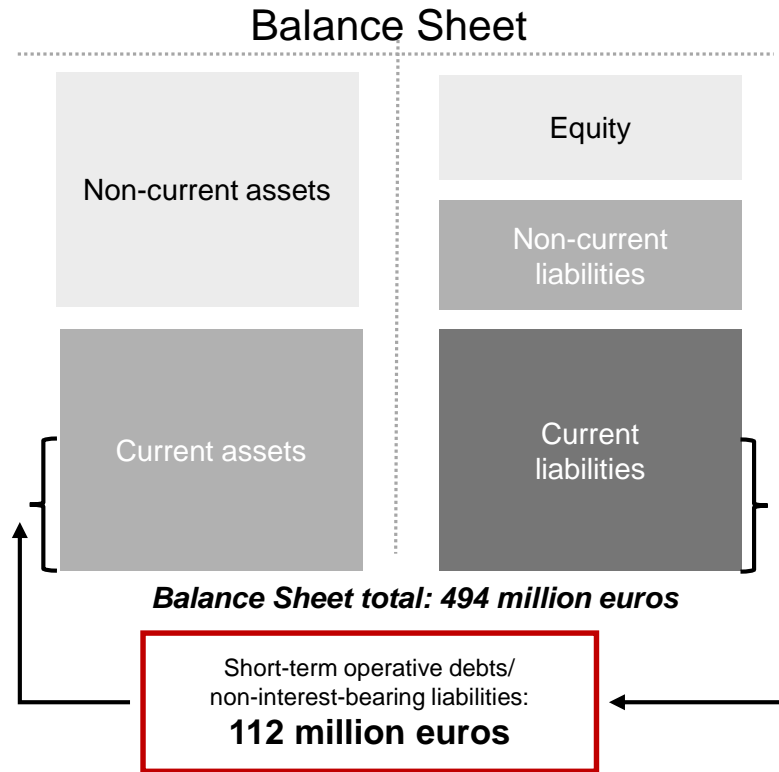 Balance Sheet
Non-current assets
Equity
Non-current
liabilities
Current assets
Current
liabilities
Balance Sheet total: 494 million euros
Short-term operative debts/
non-interest-bearing liabilities:
112 million euros